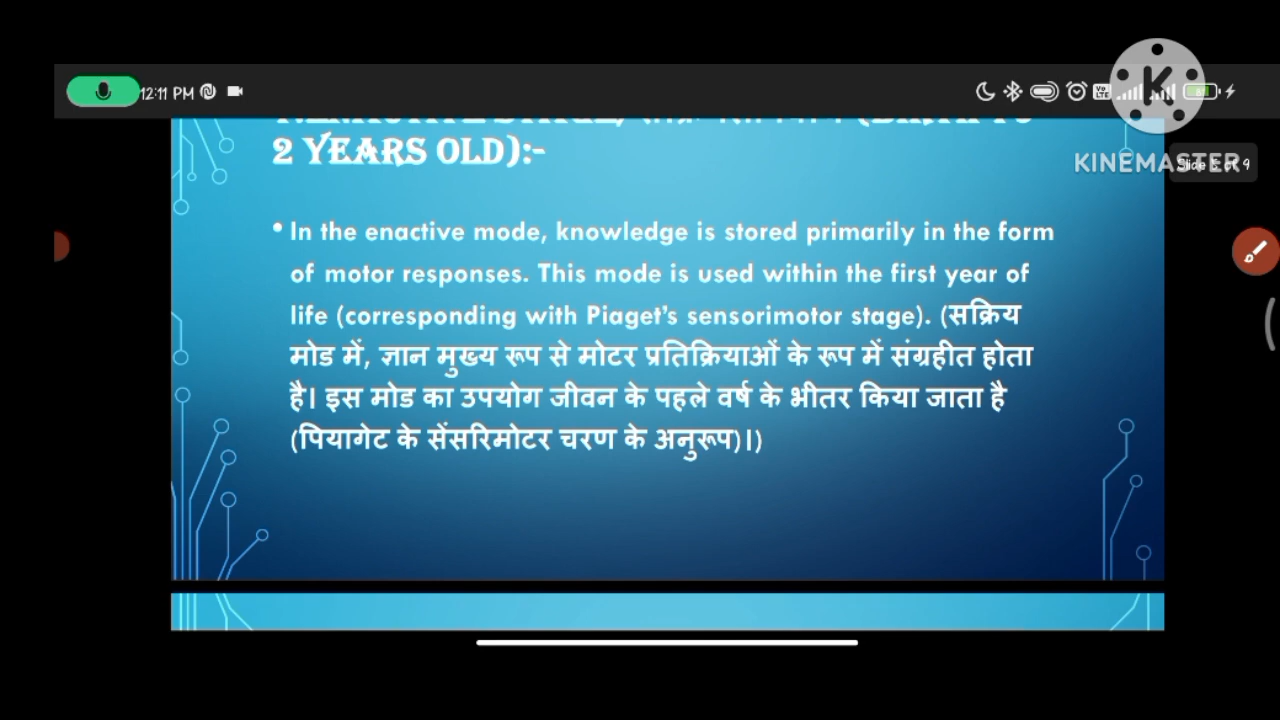 12:11 PM
KINEMASTER
2 YEARS OLD):-
• In the enactive mode, knowledge is stored primarily in the form
of motor responses. This mode is used within the first year of
life (corresponding with Piaget's sensorimotor stage). (सक्रिय
मोड में, ज्ञान मुख्य रूप से मोटर प्रतिक्रियाओं के रूप में संग्रहीत होता
है। इस मोड का उपयोग जीवन के पहले वर्ष के भीतर किया जाता है
(पियागेट के सेंसरिमोटर चरण के अनुरूप)।)